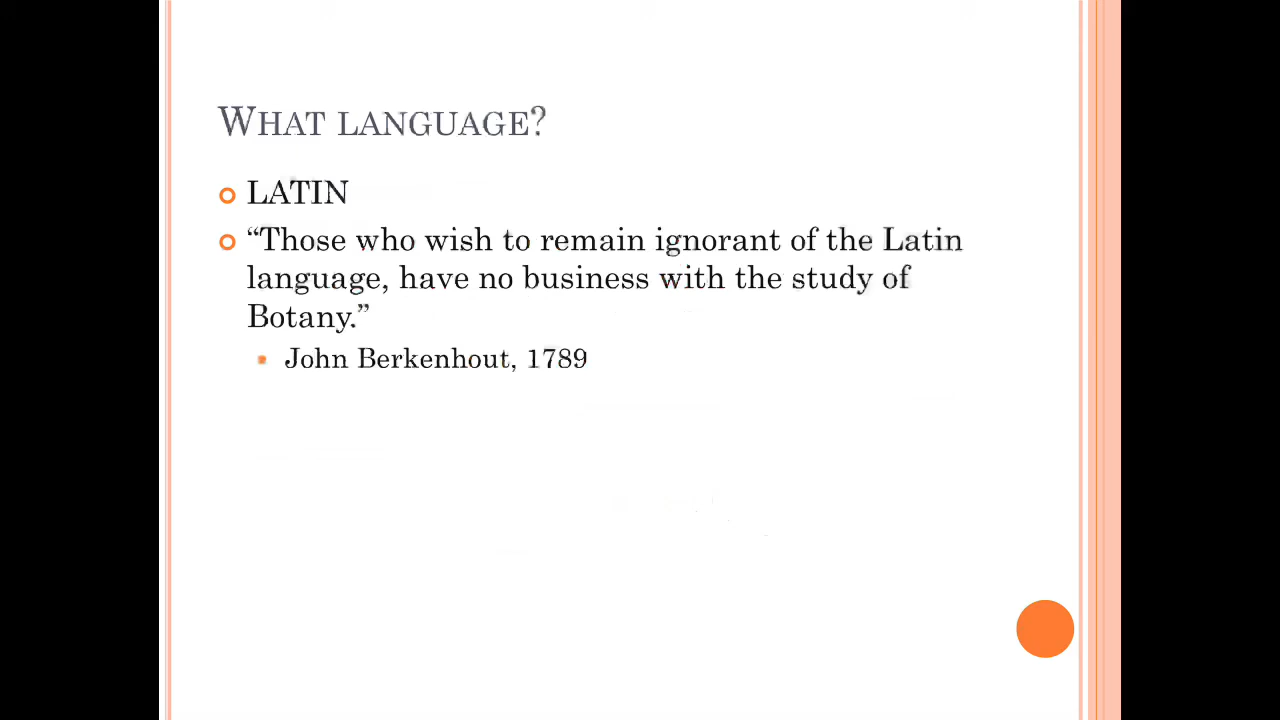 WHAT LANGUAGE?
LATIN
“Those who wish to remain ignorant of the Latin
language, have no business with the study of
Botany.”
John Berkenhout, 1789